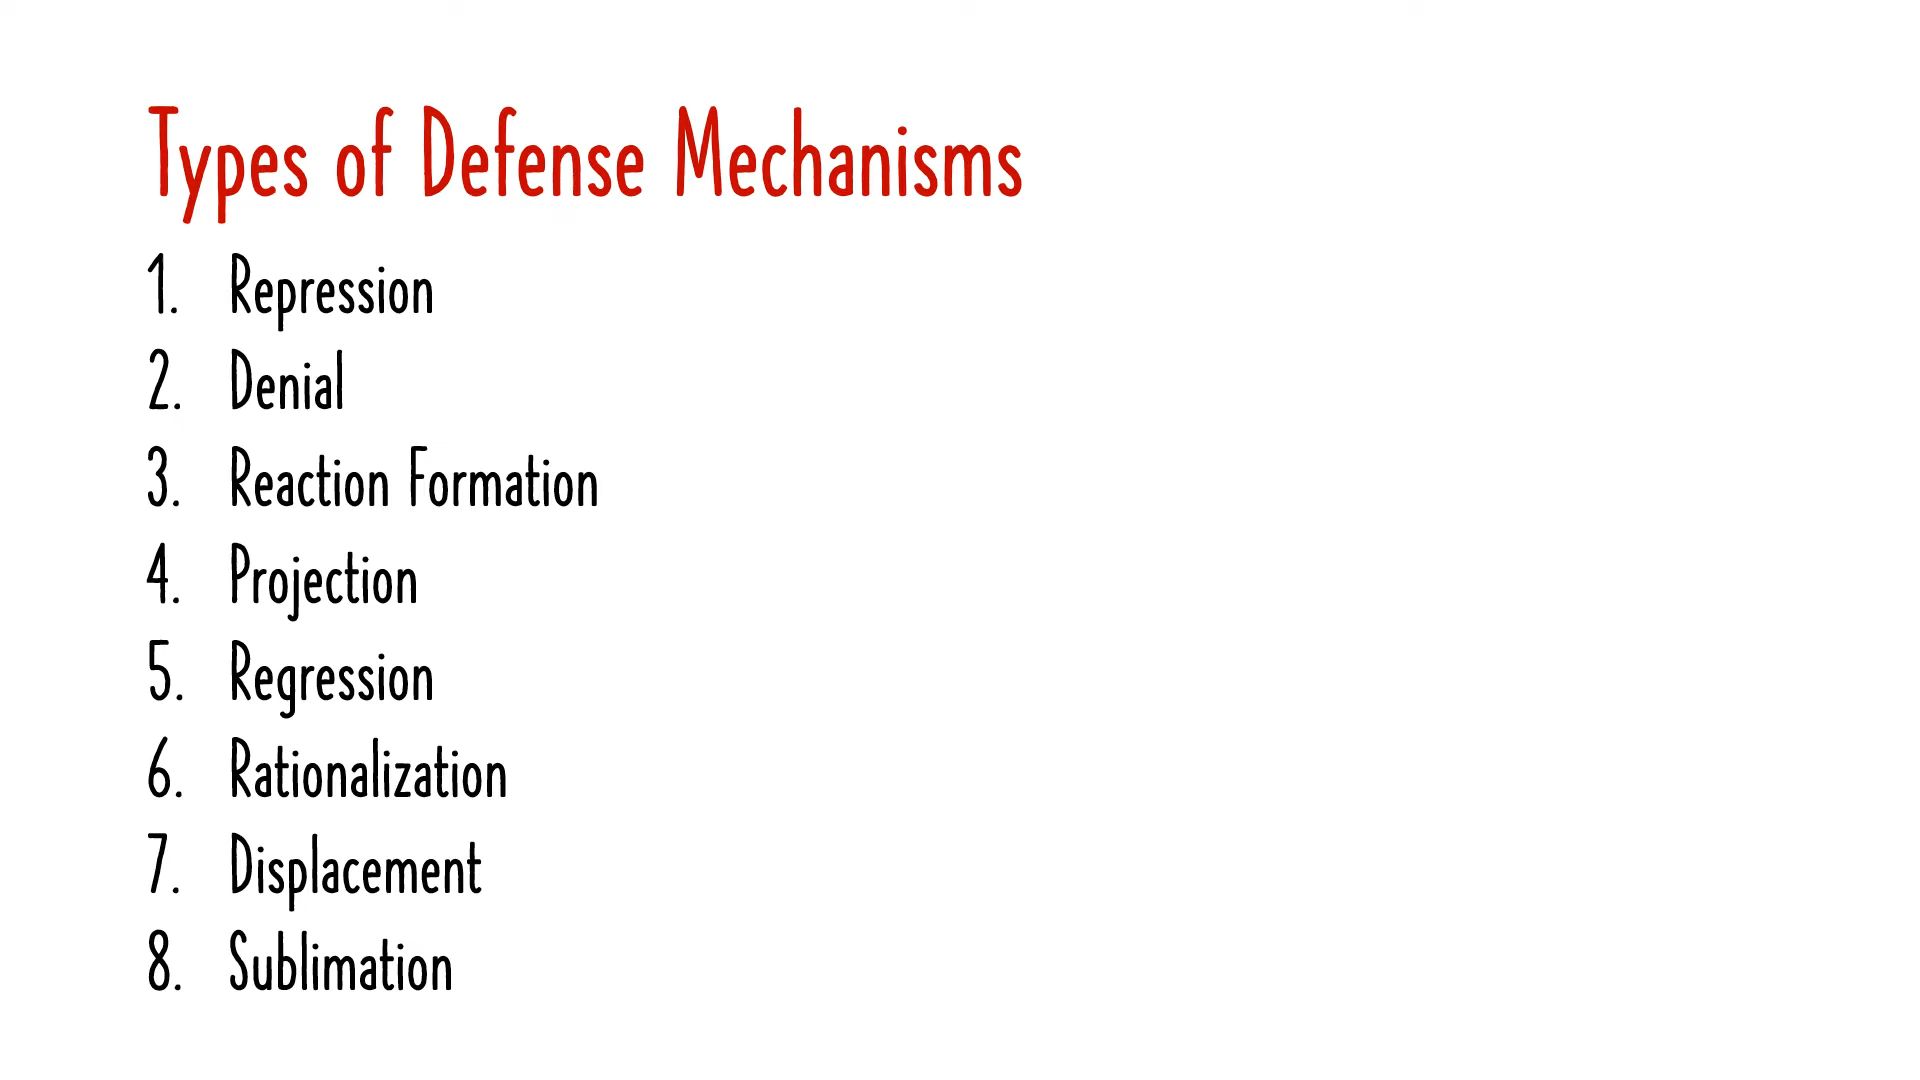 Types of Defense Mechanisms
1. Repression
2. Denial
3. Reaction Formation
4. Projection
5. Regression
6. Rationalization
7. Displacement
8. Sublimation